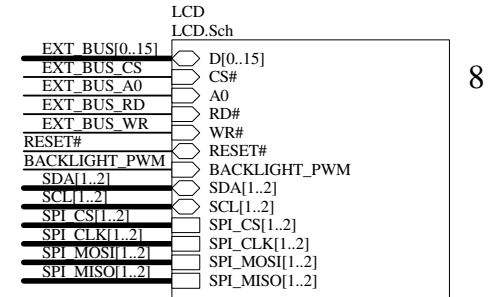 LCD
LCD.Sch
EXT_BUS[0..15] D[0..15]
EXT_BUS_CS CS#
EXT_BUS_A0 A0
EXT_BUS_RD RD#
EXT_BUS_WR WR#
RESET# RESET#
BACKLIGHT_PWM BACKLIGHT_PWM
SDA[1..2] SDA[1..2]
SCL[1..2] SCL[1..2]
SPI_CS[1..2] SPI_CS[1..2]
SPI_CLK[1..2] SPI_CLK[1..2]
SPI_MOSI[1..2] SPI_MOSI[1..2]
SPI_MISO[1..2] SPI_MISO[1..2]
8